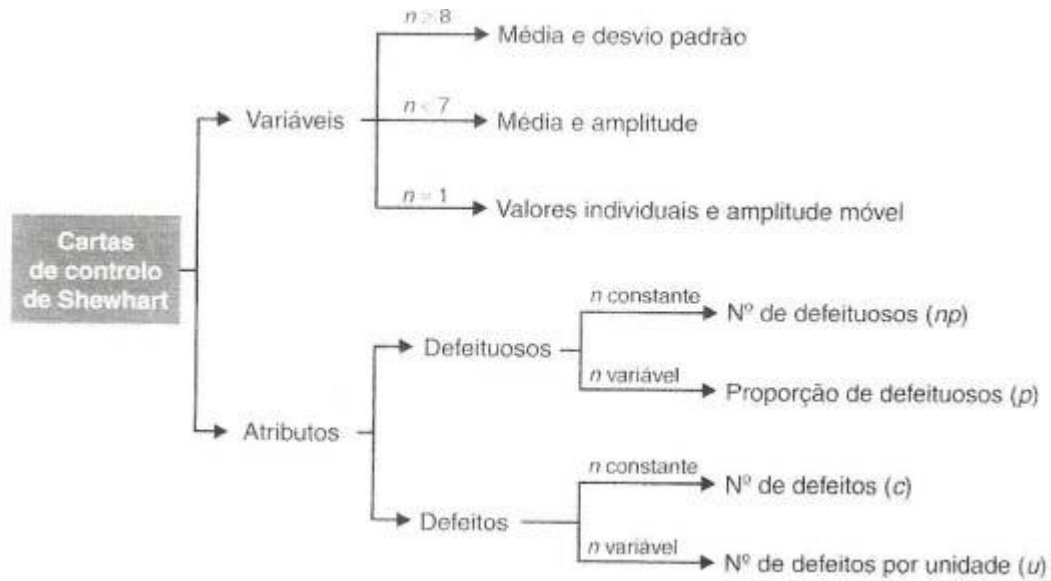 n > 8
Média e desvio padrão
Variáveis
n < 7
Média e amplitude
n = 1
Valores individuais e amplitude móvel
Cartas
de controlo
de Shewhart
n constante
Nº de defeituosos (np)
Defeituosos
n variável
Proporção de defeituosos (p)
Atributos
n constante
Nº de defeitos (c)
Defeitos
n variável
Nº de defeitos por unidade (u)